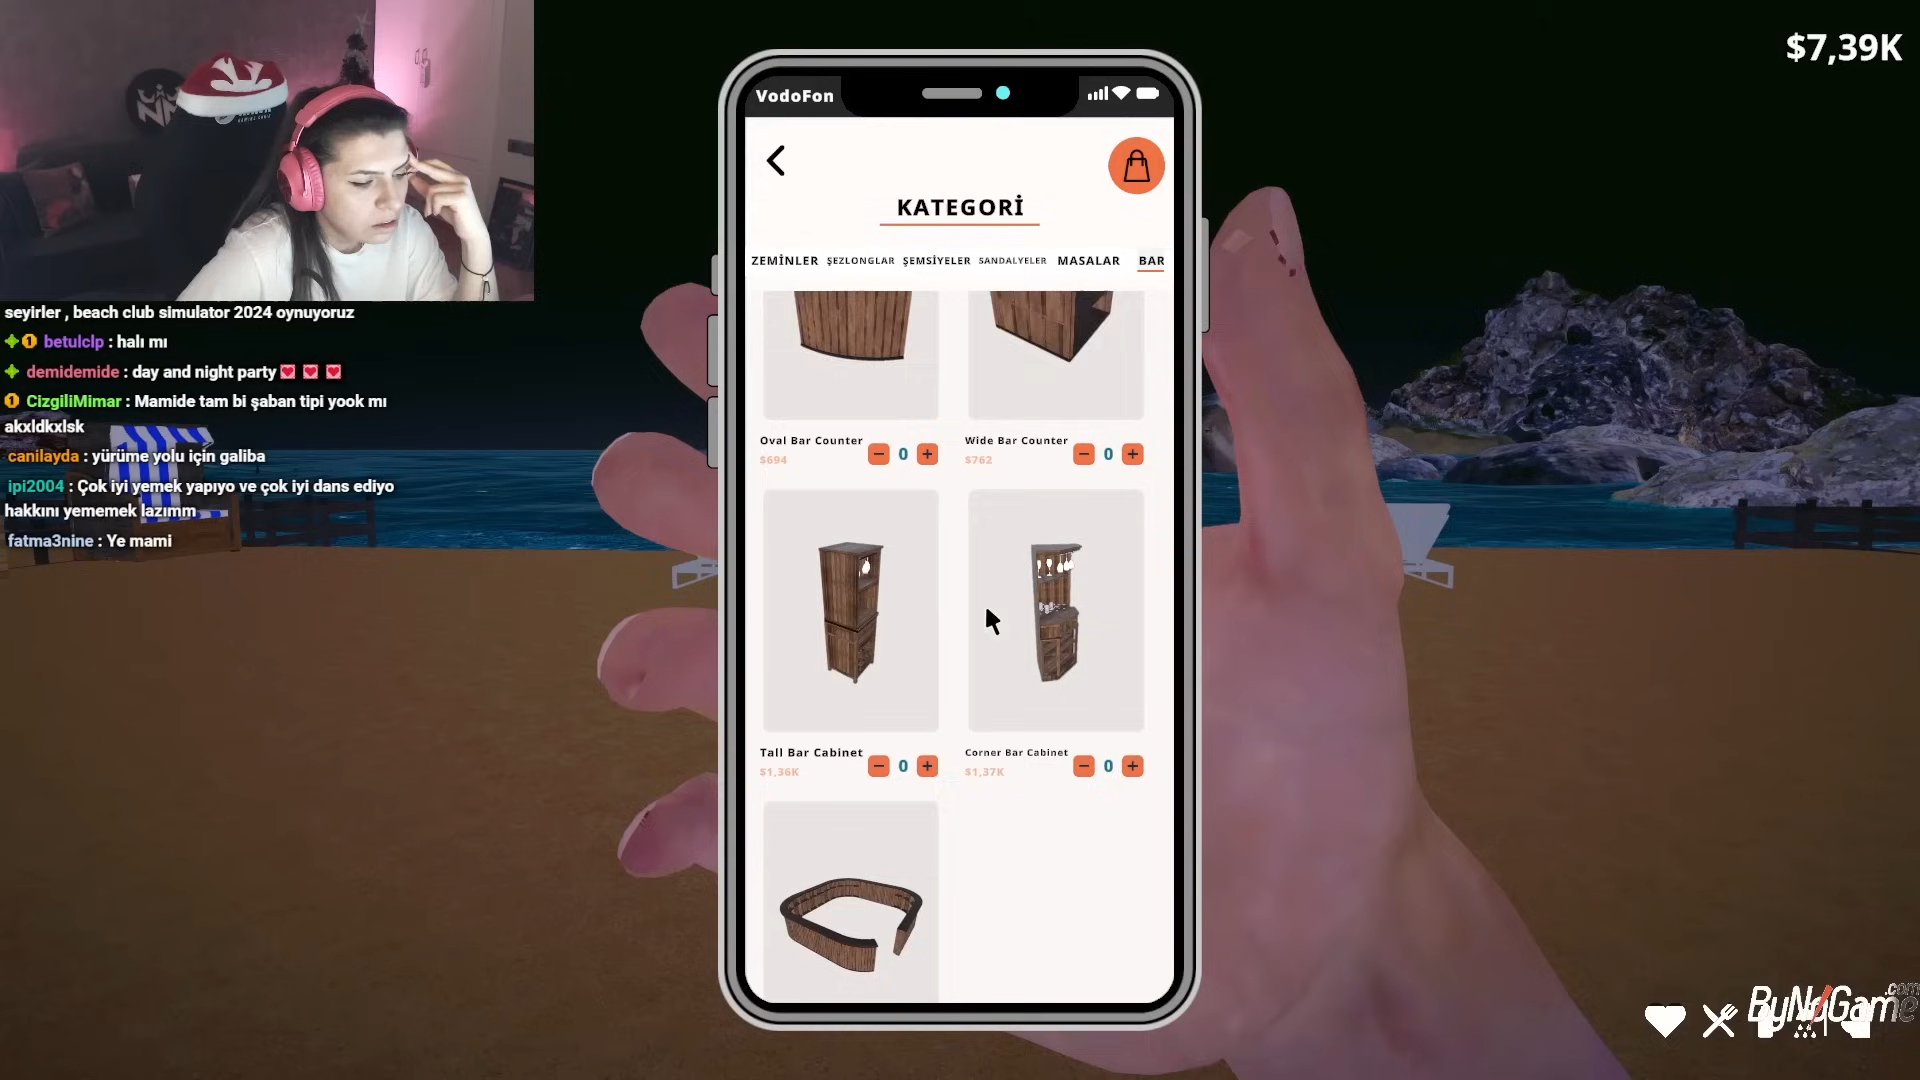 $7,39K
VodoFon
KATEGORİ
ZEMİNLER ŞEZLONGLAR ŞEMSİYELER SANDALYELER MASALAR BAR
Oval Bar Counter
$694
0
Wide Bar Counter
$762
0
Tall Bar Cabinet
$1,36K
0
Corner Bar Cabinet
$1,37K
0
seyirler , beach club simulator 2024 oynuyoruz
betulclp : halı mı
demidemide : day and night party
CizgiliMimar : Mamide tam bi şaban tipi yook mı
akxldkxlsk
canilayda : yürüme yolu için galiba
ipi2004 : Çok iyi yemek yapıyo ve çok iyi dans ediyo
hakkını yememek lazımm
fatma3nine : Ye mami
ByNoGame
.com